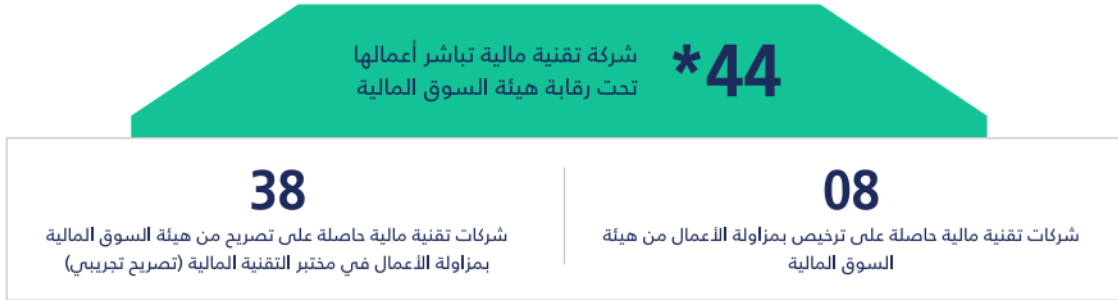 44*
شركة تقنية مالية تباشر أعمالها
تحت رقابة هيئة السوق المالية
08
شركات تقنية مالية حاصلة على ترخيص بمزاولة الأعمال من هيئة
السوق المالية
38
شركات تقنية مالية حاصلة على تصريح من هيئة السوق المالية
بمزاولة الأعمال في مختبر التقنية المالية (تصريح تجريبي)